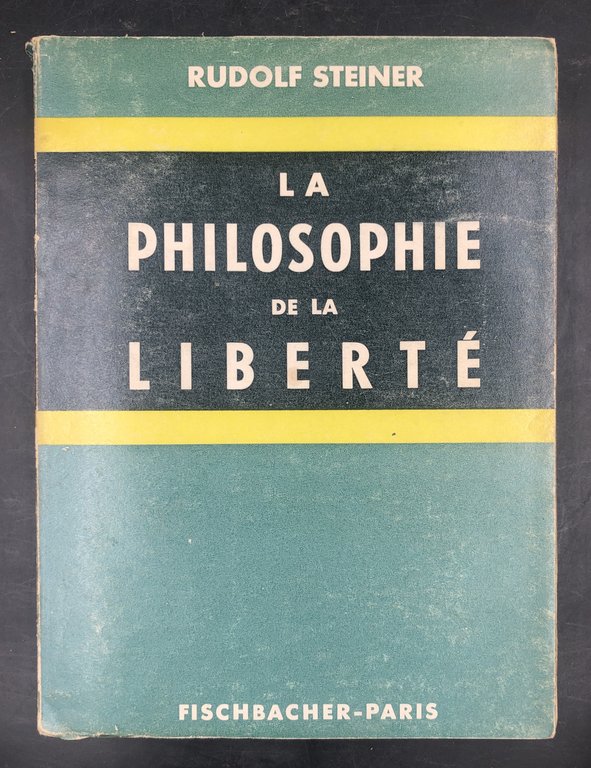 RUDOLF STEINER
LA
PHILOSOPHIE
DE LA
LIBERTÉ
FISCHBACHER-PARIS